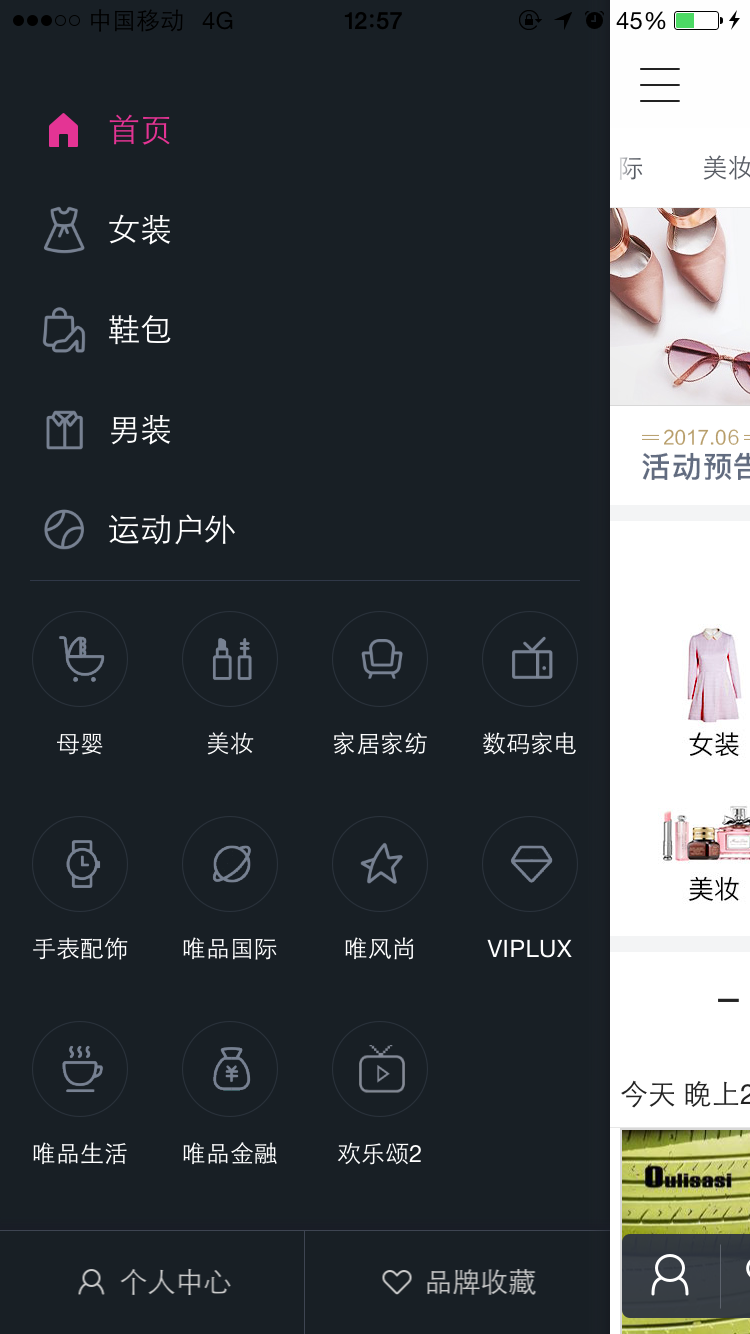 中国移动 4G 12:57 45%
首页
女装
鞋包
男装
运动户外
母婴 美妆 家居家纺 数码家电
手表配饰 唯品国际 唯风尚 VIPLUX
唯品生活 唯品金融 欢乐颂2
个人中心 品牌收藏
际 美妆
2017.06
活动预告
女装
美妆
今天 晚上2
Oulisasi